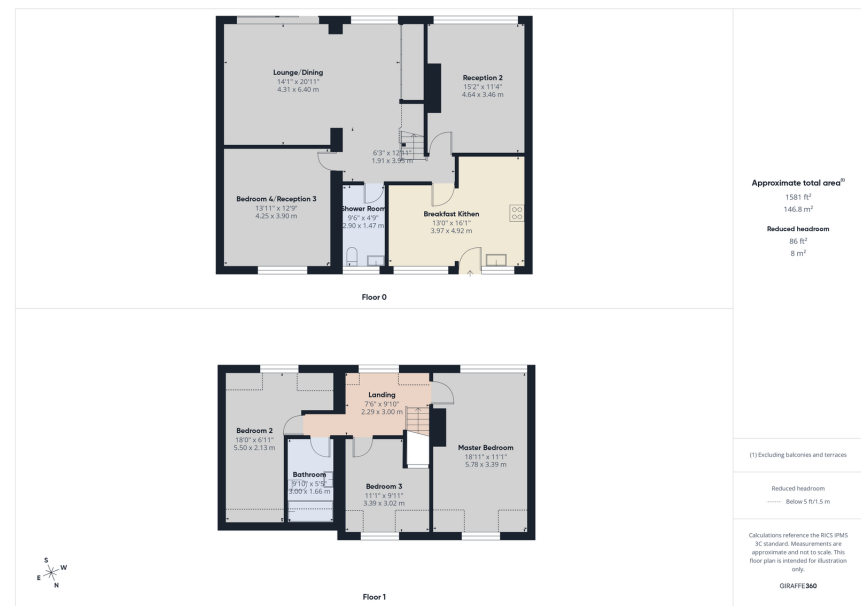 Lounge/Dining
14'1" x 20'11"
4.31 x 6.40 m
Reception 2
15'2" x 11'4"
4.64 x 3.46 m
6'3" x 12'11"
1.91 x 3.95 m
Bedroom 4/Reception 3
13'11" x 12'9"
4.25 x 3.90 m
Shower Room
9'6" x 4'9"
2.90 x 1.47 m
Breakfast Kithen
13'0" x 16'1"
3.97 x 4.92 m
Floor 0
Landing
7'6" x 9'10"
2.29 x 3.00 m
Bedroom 2
18'0" x 6'11"
5.50 x 2.13 m
Master Bedroom
18'11" x 11'1"
5.78 x 3.39 m
Bathroom
9'10" x 5'5"
3.00 x 1.66 m
Bedroom 3
11'1" x 9'11"
3.39 x 3.02 m
S
W
E
N
Floor 1
Approximate total area(1)
1581 ft²
146.8 m²
Reduced headroom
86 ft²
8 m²
(1) Excluding balconies and terraces
Reduced headroom
Below 5 ft/1.5 m
Calculations reference the RICS IPMS
3C standard. Measurements are
approximate and not to scale. This
floor plan is intended for illustration
only.
GIRAFFE360